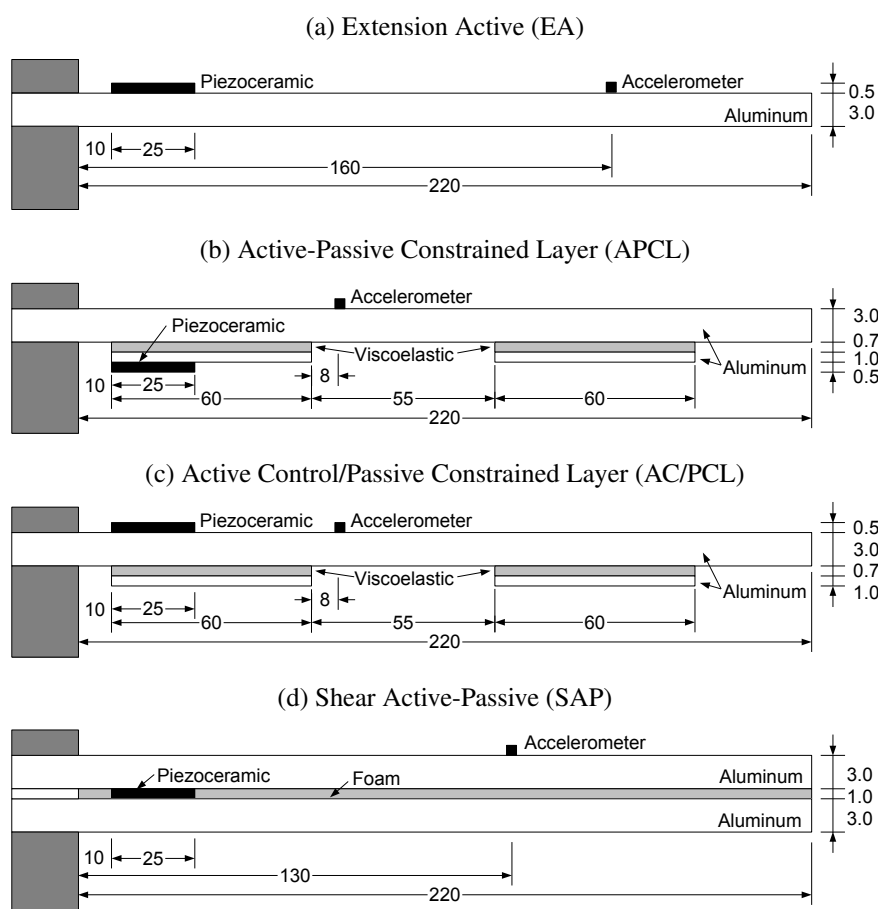 (a) Extension Active (EA)
Piezoceramic
Accelerometer
0.5
Aluminum
3.0
10
25
160
220
(b) Active-Passive Constrained Layer (APCL)
Accelerometer
Piezoceramic
3.0
Viscoelastic
0.7
Aluminum
1.0
0.5
10
25
8
60
55
60
220
(c) Active Control/Passive Constrained Layer (AC/PCL)
Piezoceramic
Accelerometer
0.5
3.0
Viscoelastic
0.7
Aluminum
1.0
10
25
8
60
55
60
220
(d) Shear Active-Passive (SAP)
Accelerometer
Piezoceramic
Foam
Aluminum
3.0
1.0
Aluminum
3.0
10
25
130
220